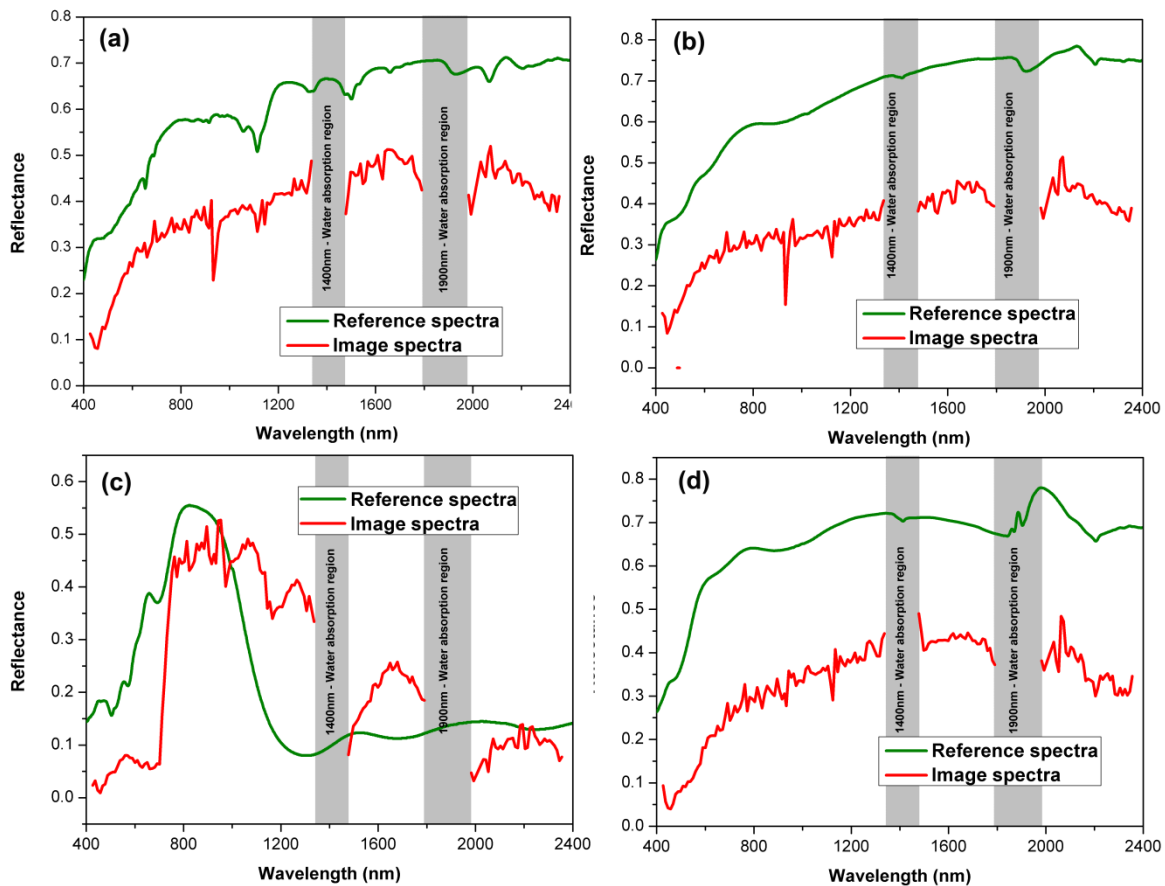 (a)
0.8
0.7
0.6
0.5
0.4
0.3
0.2
0.1
0.0
Reflectance
1400nm - Water absorption region
1900nm - Water absorption region
Reference spectra
Image spectra
400
800
1200
1600
2000
240
Wavelength (nm)
(b)
0.8
0.7
0.6
0.5
0.4
0.3
0.2
0.1
0.0
Reflectance
1400nm - Water absorption region
1900nm - Water absorption region
Reference spectra
Image spectra
400
800
1200
1600
2000
2400
Wavelength (nm)
(c)
0.6
0.5
0.4
0.3
0.2
0.1
0.0
Reflectance
Reference spectra
Image spectra
1400nm - Water absorption region
1900nm - Water absorption region
400
800
1200
1600
2000
2400
Wavelength (nm)
(d)
0.8
0.7
0.6
0.5
0.4
0.3
0.2
0.1
0.0
1400nm - Water absorption region
1900nm - Water absorption region
Reference spectra
Image spectra
400
800
1200
1600
2000
2400
Wavelength (nm)